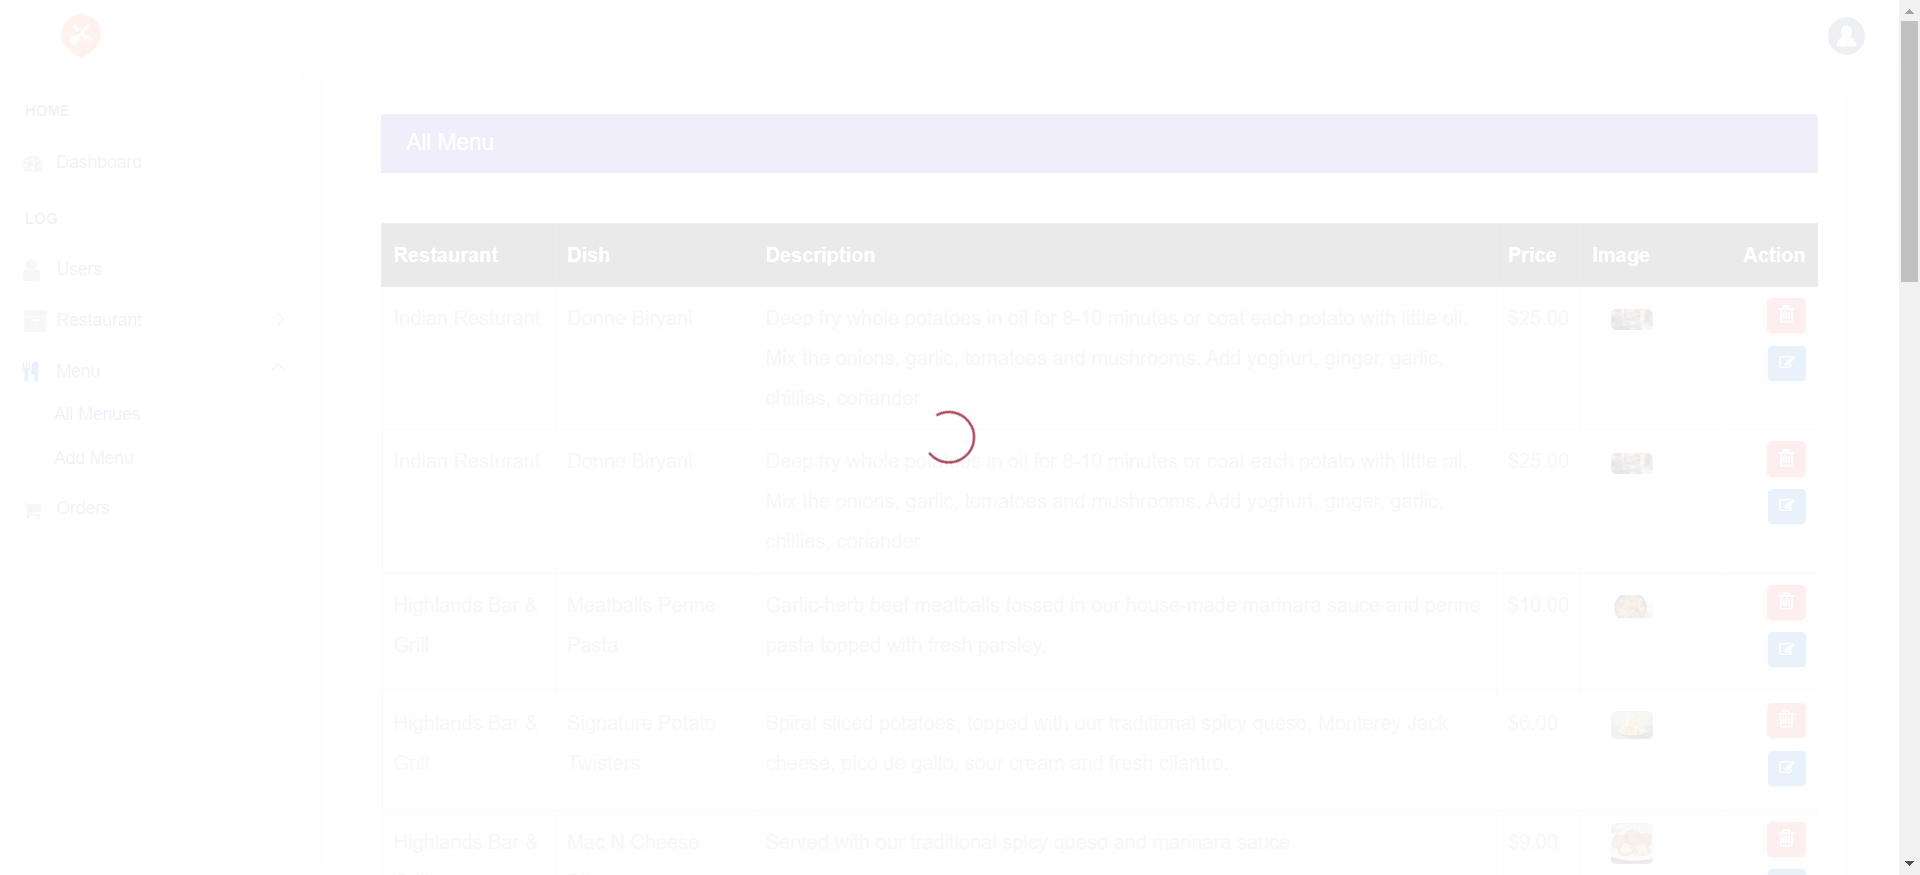 HOME
Dashboard
LOG
Users
Restaurant
Menu
All Menues
Add Menu
Orders
All Menu
Restaurant Dish Description Price Image Action
Indian Resturant Donne Biryani Deep fry whole potatoes in oil for 8-10 minutes or coat each potato with little oil. $25.00
Mix the onions, garlic, tomatoes and mushrooms. Add yoghurt, ginger, garlic,
chillies, coriander
Indian Resturant Donne Biryani Deep fry whole potatoes in oil for 8-10 minutes or coat each potato with little oil. $25.00
Mix the onions, garlic, tomatoes and mushrooms. Add yoghurt, ginger, garlic,
chillies, coriander
Highlands Bar & Meatballs Penne Garlic-herb beef meatballs tossed in our house-made marinara sauce and penne $10.00
Grill Pasta pasta topped with fresh parsley.
Highlands Bar & Signature Potato Spiral sliced potatoes, topped with our traditional spicy queso, Monterey Jack $6.00
Grill Twisters cheese, pico de gallo, sour cream and fresh cilantro.
Highlands Bar & Mac N Cheese Served with our traditional spicy queso and marinara sauce $9.00